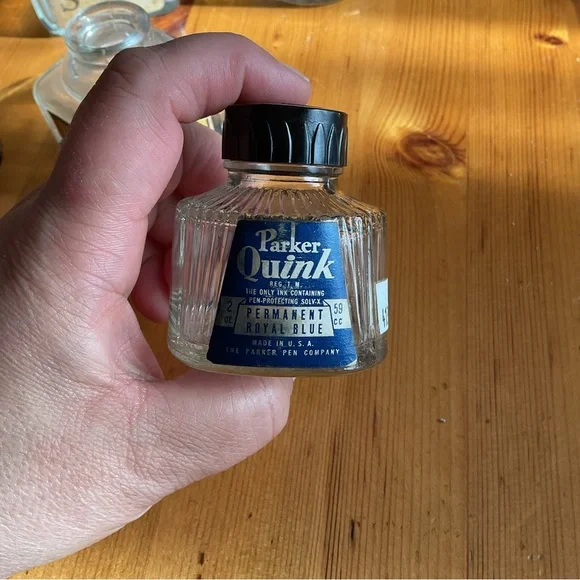 Parker
Quink
REG. T. M.
THE ONLY INK CONTAINING
PEN-PROTECTING SOLV-X
2 oz. PERMANENT 59 cc
ROYAL BLUE
MADE IN U.S.A.
THE PARKER PEN COMPANY
S